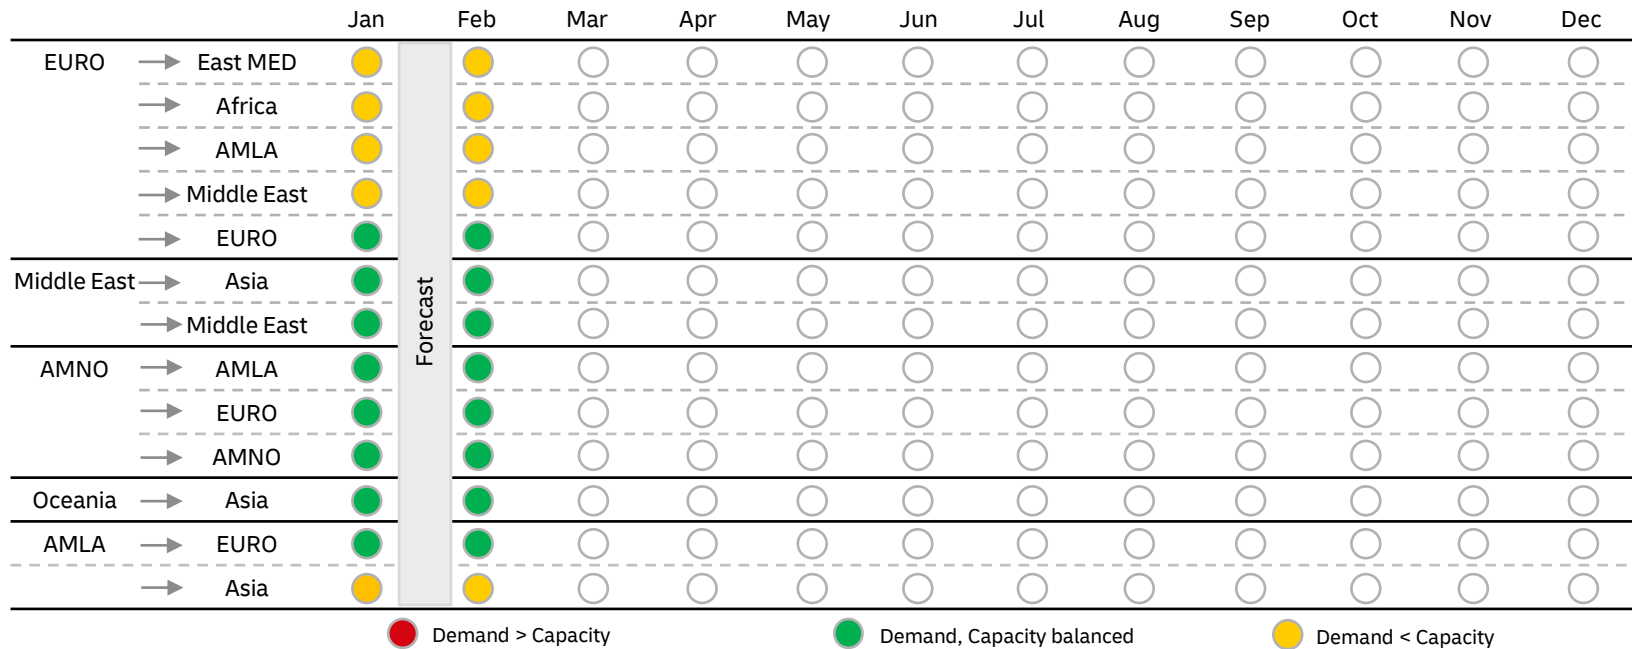 Jan Feb Mar Apr May Jun Jul Aug Sep Oct Nov Dec
EURO East MED
Africa
AMLA
Middle East
EURO
Middle East Asia
Middle East
AMNO AMLA
EURO
AMNO
Oceania Asia
AMLA EURO
Asia
Forecast
Demand > Capacity Demand, Capacity balanced Demand < Capacity